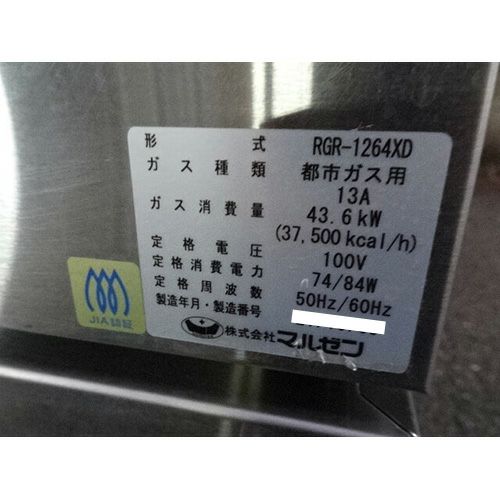 形式 RGR-1264XD
ガス種類 都市ガス用
13A
ガス消費量 43.6kW
(37,500kcal/h)
定格電圧 100V
定格消費電力 74/84W
定格周波数 50Hz/60Hz
製造年月・製造番号
株式会社マルゼン
JIA認証